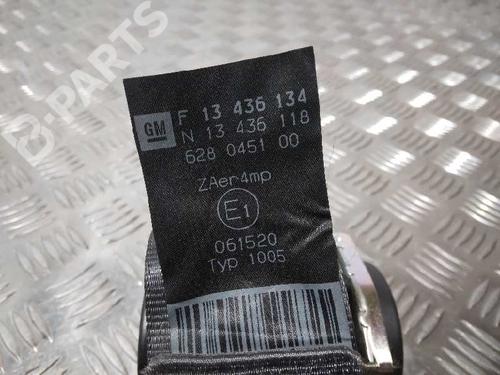 F 13 436 134
GM N 13 436 118
628 0451 00
ZAer4mp
E1
061520
Typ 1005
B-PARTS